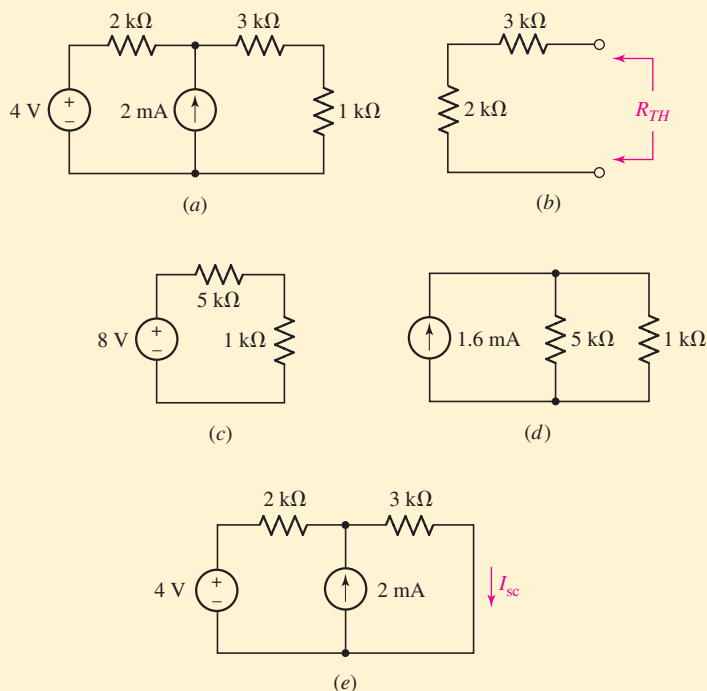 2 kΩ 3 kΩ
4 V + − 2 mA 1 kΩ
(a)
3 kΩ
2 kΩ R_TH
(b)
5 kΩ
8 V + − 1 kΩ
(c)
1.6 mA 5 kΩ 1 kΩ
(d)
2 kΩ 3 kΩ
4 V + − 2 mA I_sc
(e)